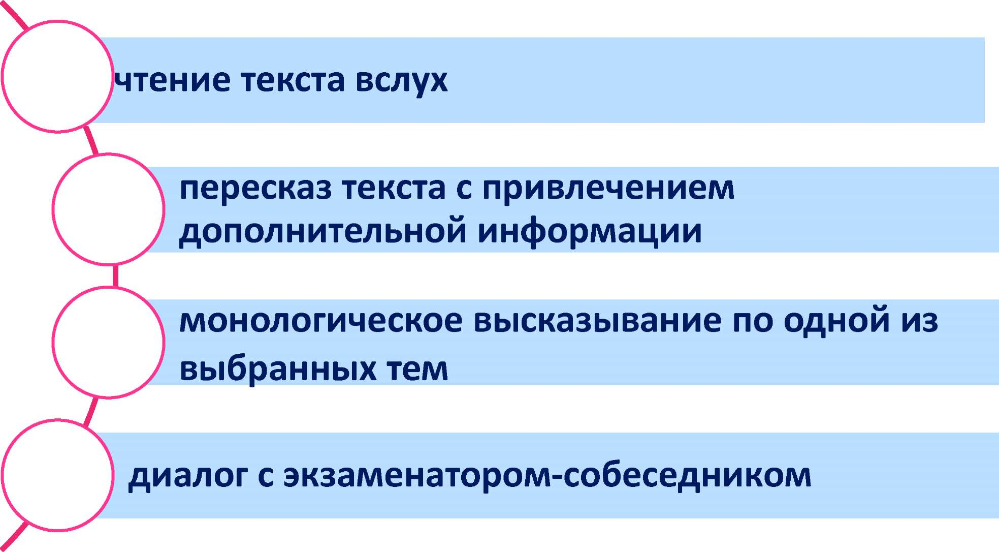 чтение текста вслух
пересказ текста с привлечением
дополнительной информации
монологическое высказывание по одной из
выбранных тем
диалог с экзаменатором-собеседником